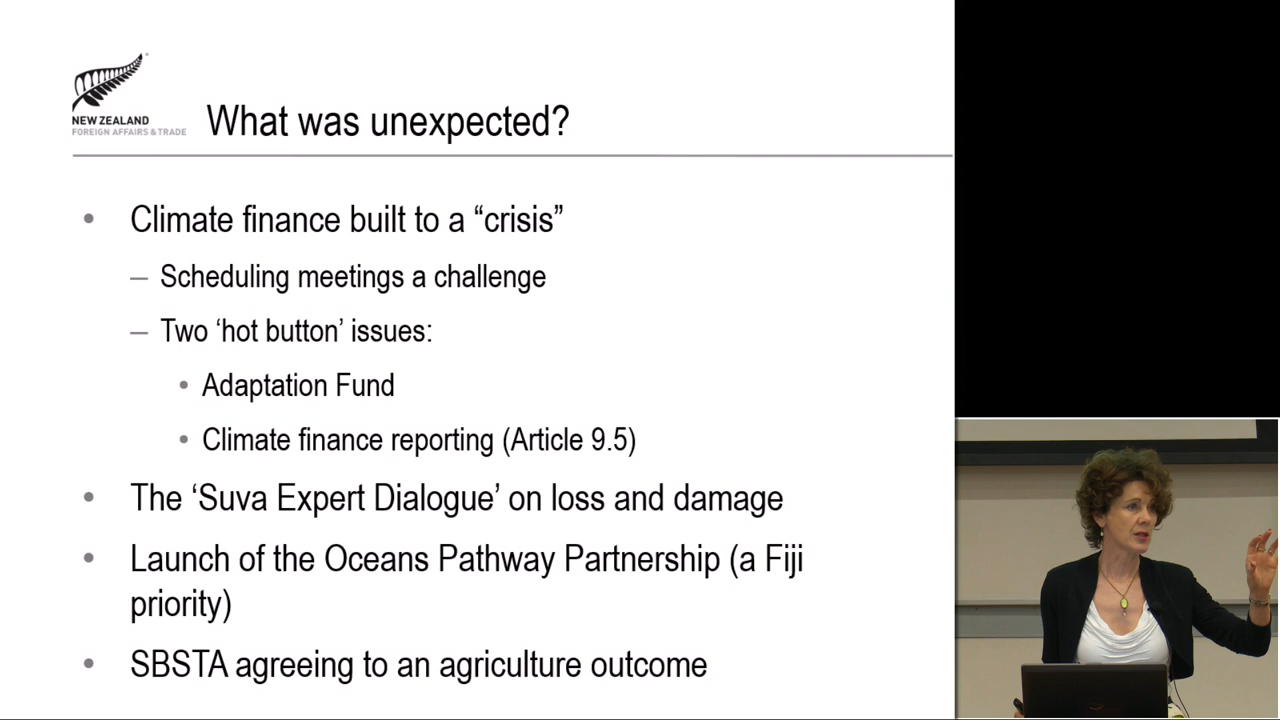 NEW ZEALAND
FOREIGN AFFAIRS & TRADE
What was unexpected?
• Climate finance built to a “crisis”
– Scheduling meetings a challenge
– Two ‘hot button’ issues:
• Adaptation Fund
• Climate finance reporting (Article 9.5)
• The ‘Suva Expert Dialogue’ on loss and damage
• Launch of the Oceans Pathway Partnership (a Fiji
priority)
• SBSTA agreeing to an agriculture outcome